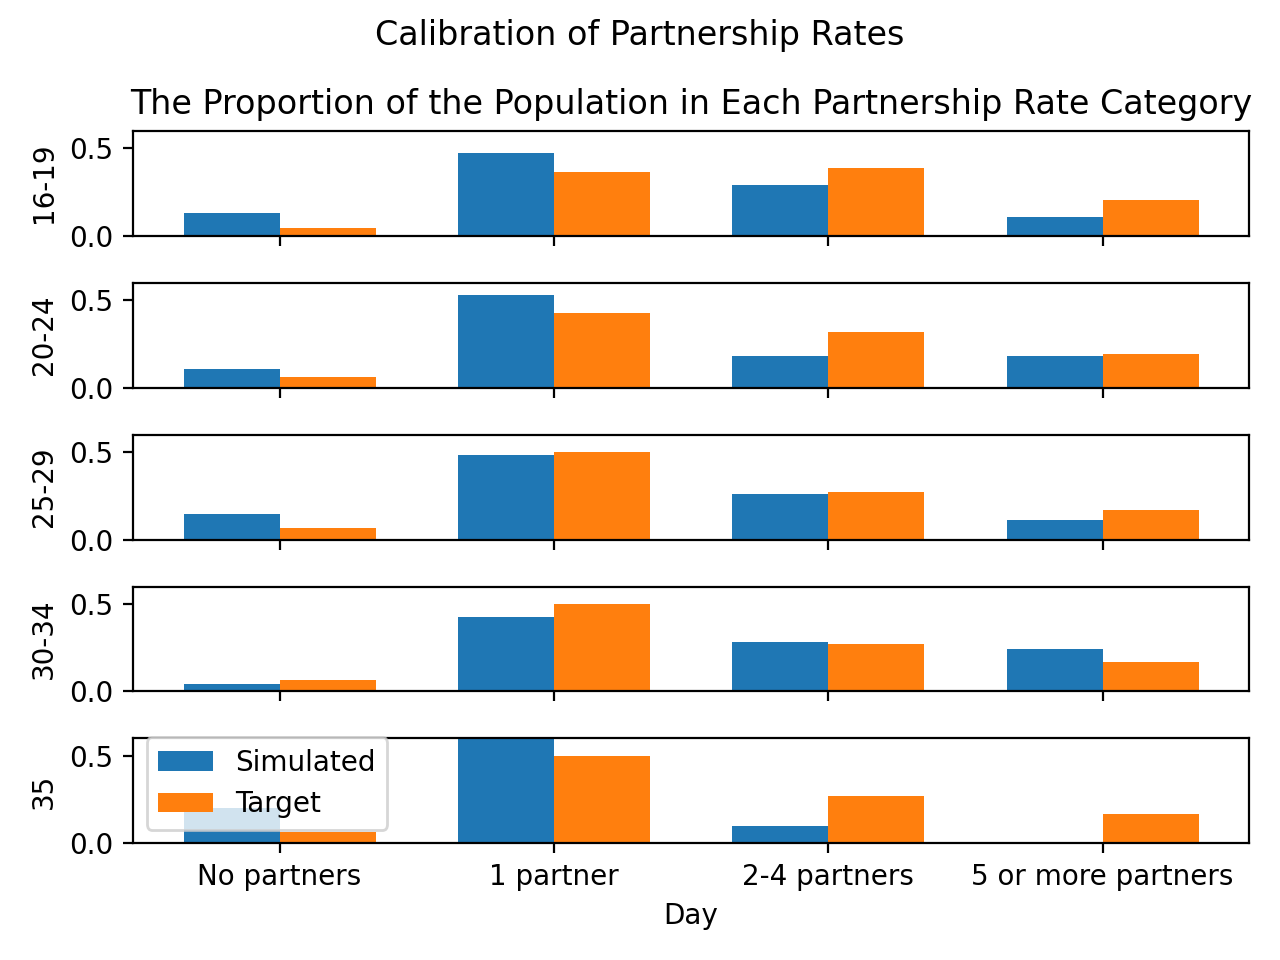 Calibration of Partnership Rates
The Proportion of the Population in Each Partnership Rate Category
0.5
16-19
0.0
0.5
20-24
0.0
0.5
25-29
0.0
0.5
30-34
0.0
0.5
35
0.0
Simulated
Target
No partners
1 partner
2-4 partners
5 or more partners
Day